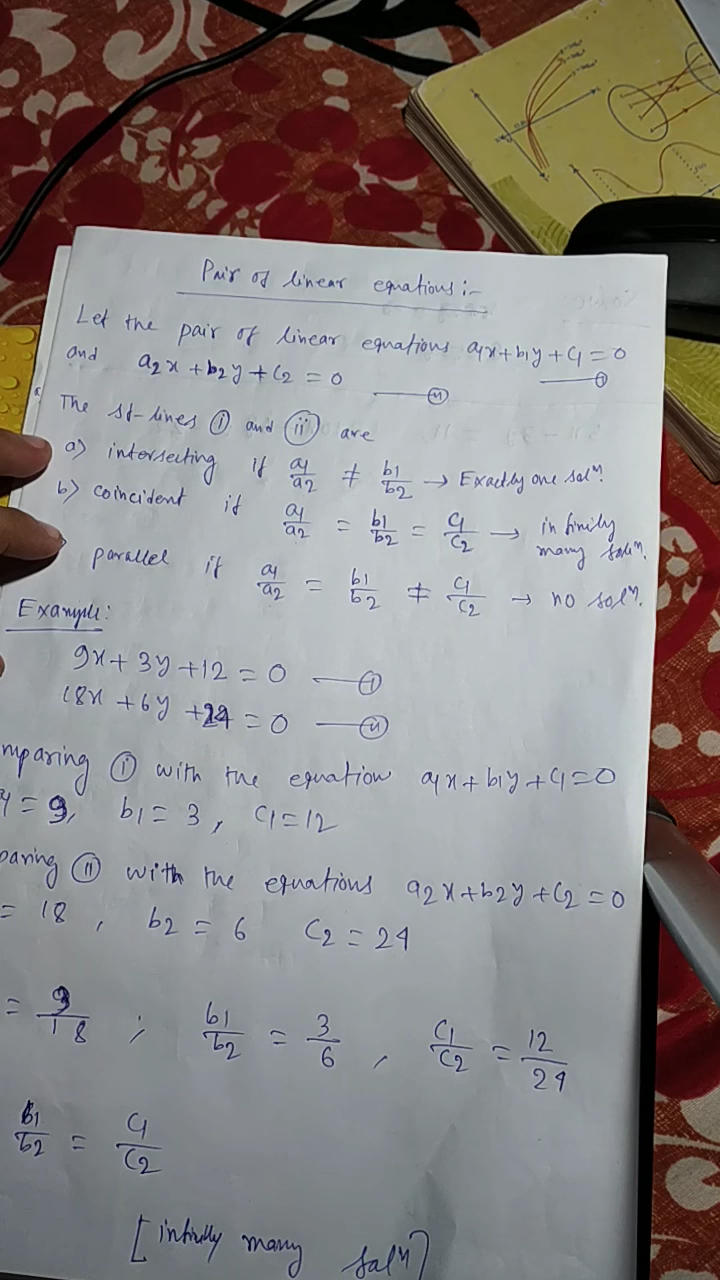 Pair of linear equations :-
Let the pair of linear equations a1x + b1y + c1 = 0 —(i)
and a2x + b2y + c2 = 0 —(ii)
The st-lines (i) and (ii) are
a) intersecting if a1/a2 ≠ b1/b2 → Exactly one solⁿ.
b) coincident if a1/a2 = b1/b2 = c1/c2 → infinily many solⁿ.
parallel if a1/a2 = b1/b2 ≠ c1/c2 → no solⁿ.
Example:
9x + 3y + 12 = 0 —(i)
18x + 6y + 24 = 0 —(ii)
mparing (i) with the equation a1x + b1y + c1 = 0
= 9, b1 = 3, c1 = 12
paring (ii) with the equations a2x + b2y + c2 = 0
= 18, b2 = 6 c2 = 24
= 9/18 ; b1/b2 = 3/6 , c1/c2 = 12/24
b1/b2 = c1/c2
[infinily many solⁿ]